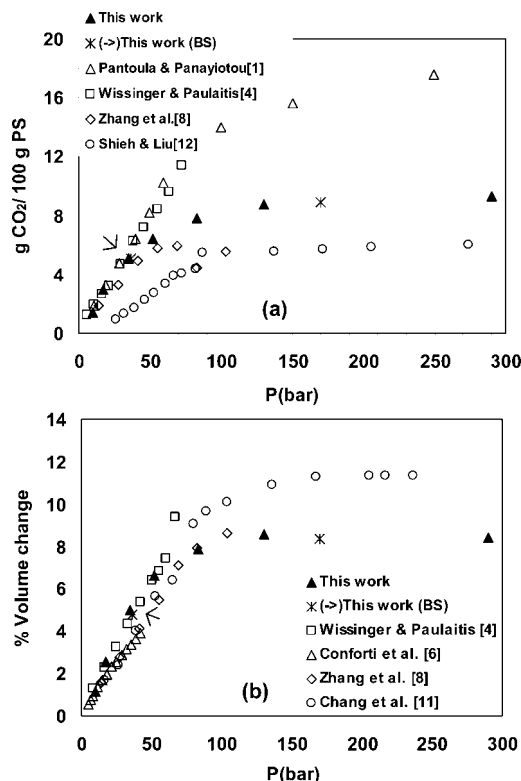 This work
(->)This work (BS)
Pantoula & Panayiotou[1]
Wissinger & Paulaitis[4]
Zhang et al.[8]
Shieh & Liu[12]
20
16
12
8
4
0
g CO2/ 100 g PS
(a)
0 50 100 150 200 250 300
P(bar)
14
12
10
8
6
4
2
0
% Volume change
This work
(->)This work (BS)
Wissinger & Paulaitis [4]
Conforti et al. [6]
Zhang et al. [8]
Chang et al. [11]
(b)
0 50 100 150 200 250 300
P(bar)